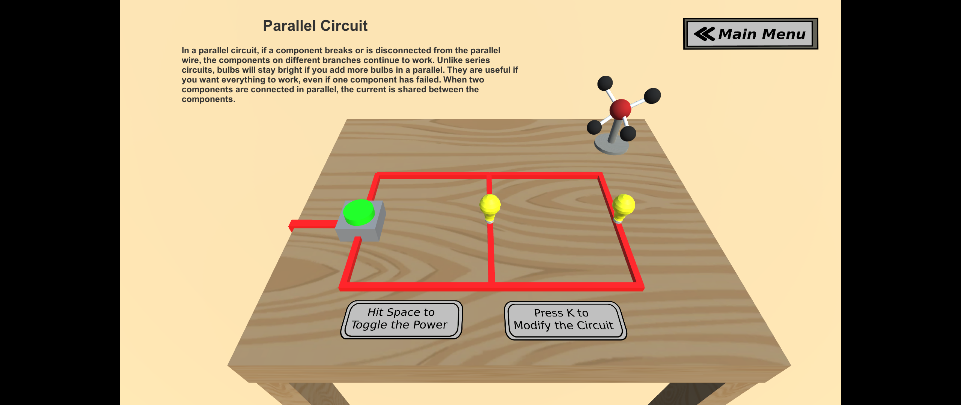 Parallel Circuit
Main Menu
In a parallel circuit, if a component breaks or is disconnected from the parallel
wire, the components on different branches continue to work. Unlike series
circuits, bulbs will stay bright if you add more bulbs in a parallel. They are useful if
you want everything to work, even if one component has failed. When two
components are connected in parallel, the current is shared between the
components.
Hit Space to
Toggle the Power
Press K to
Modify the Circuit